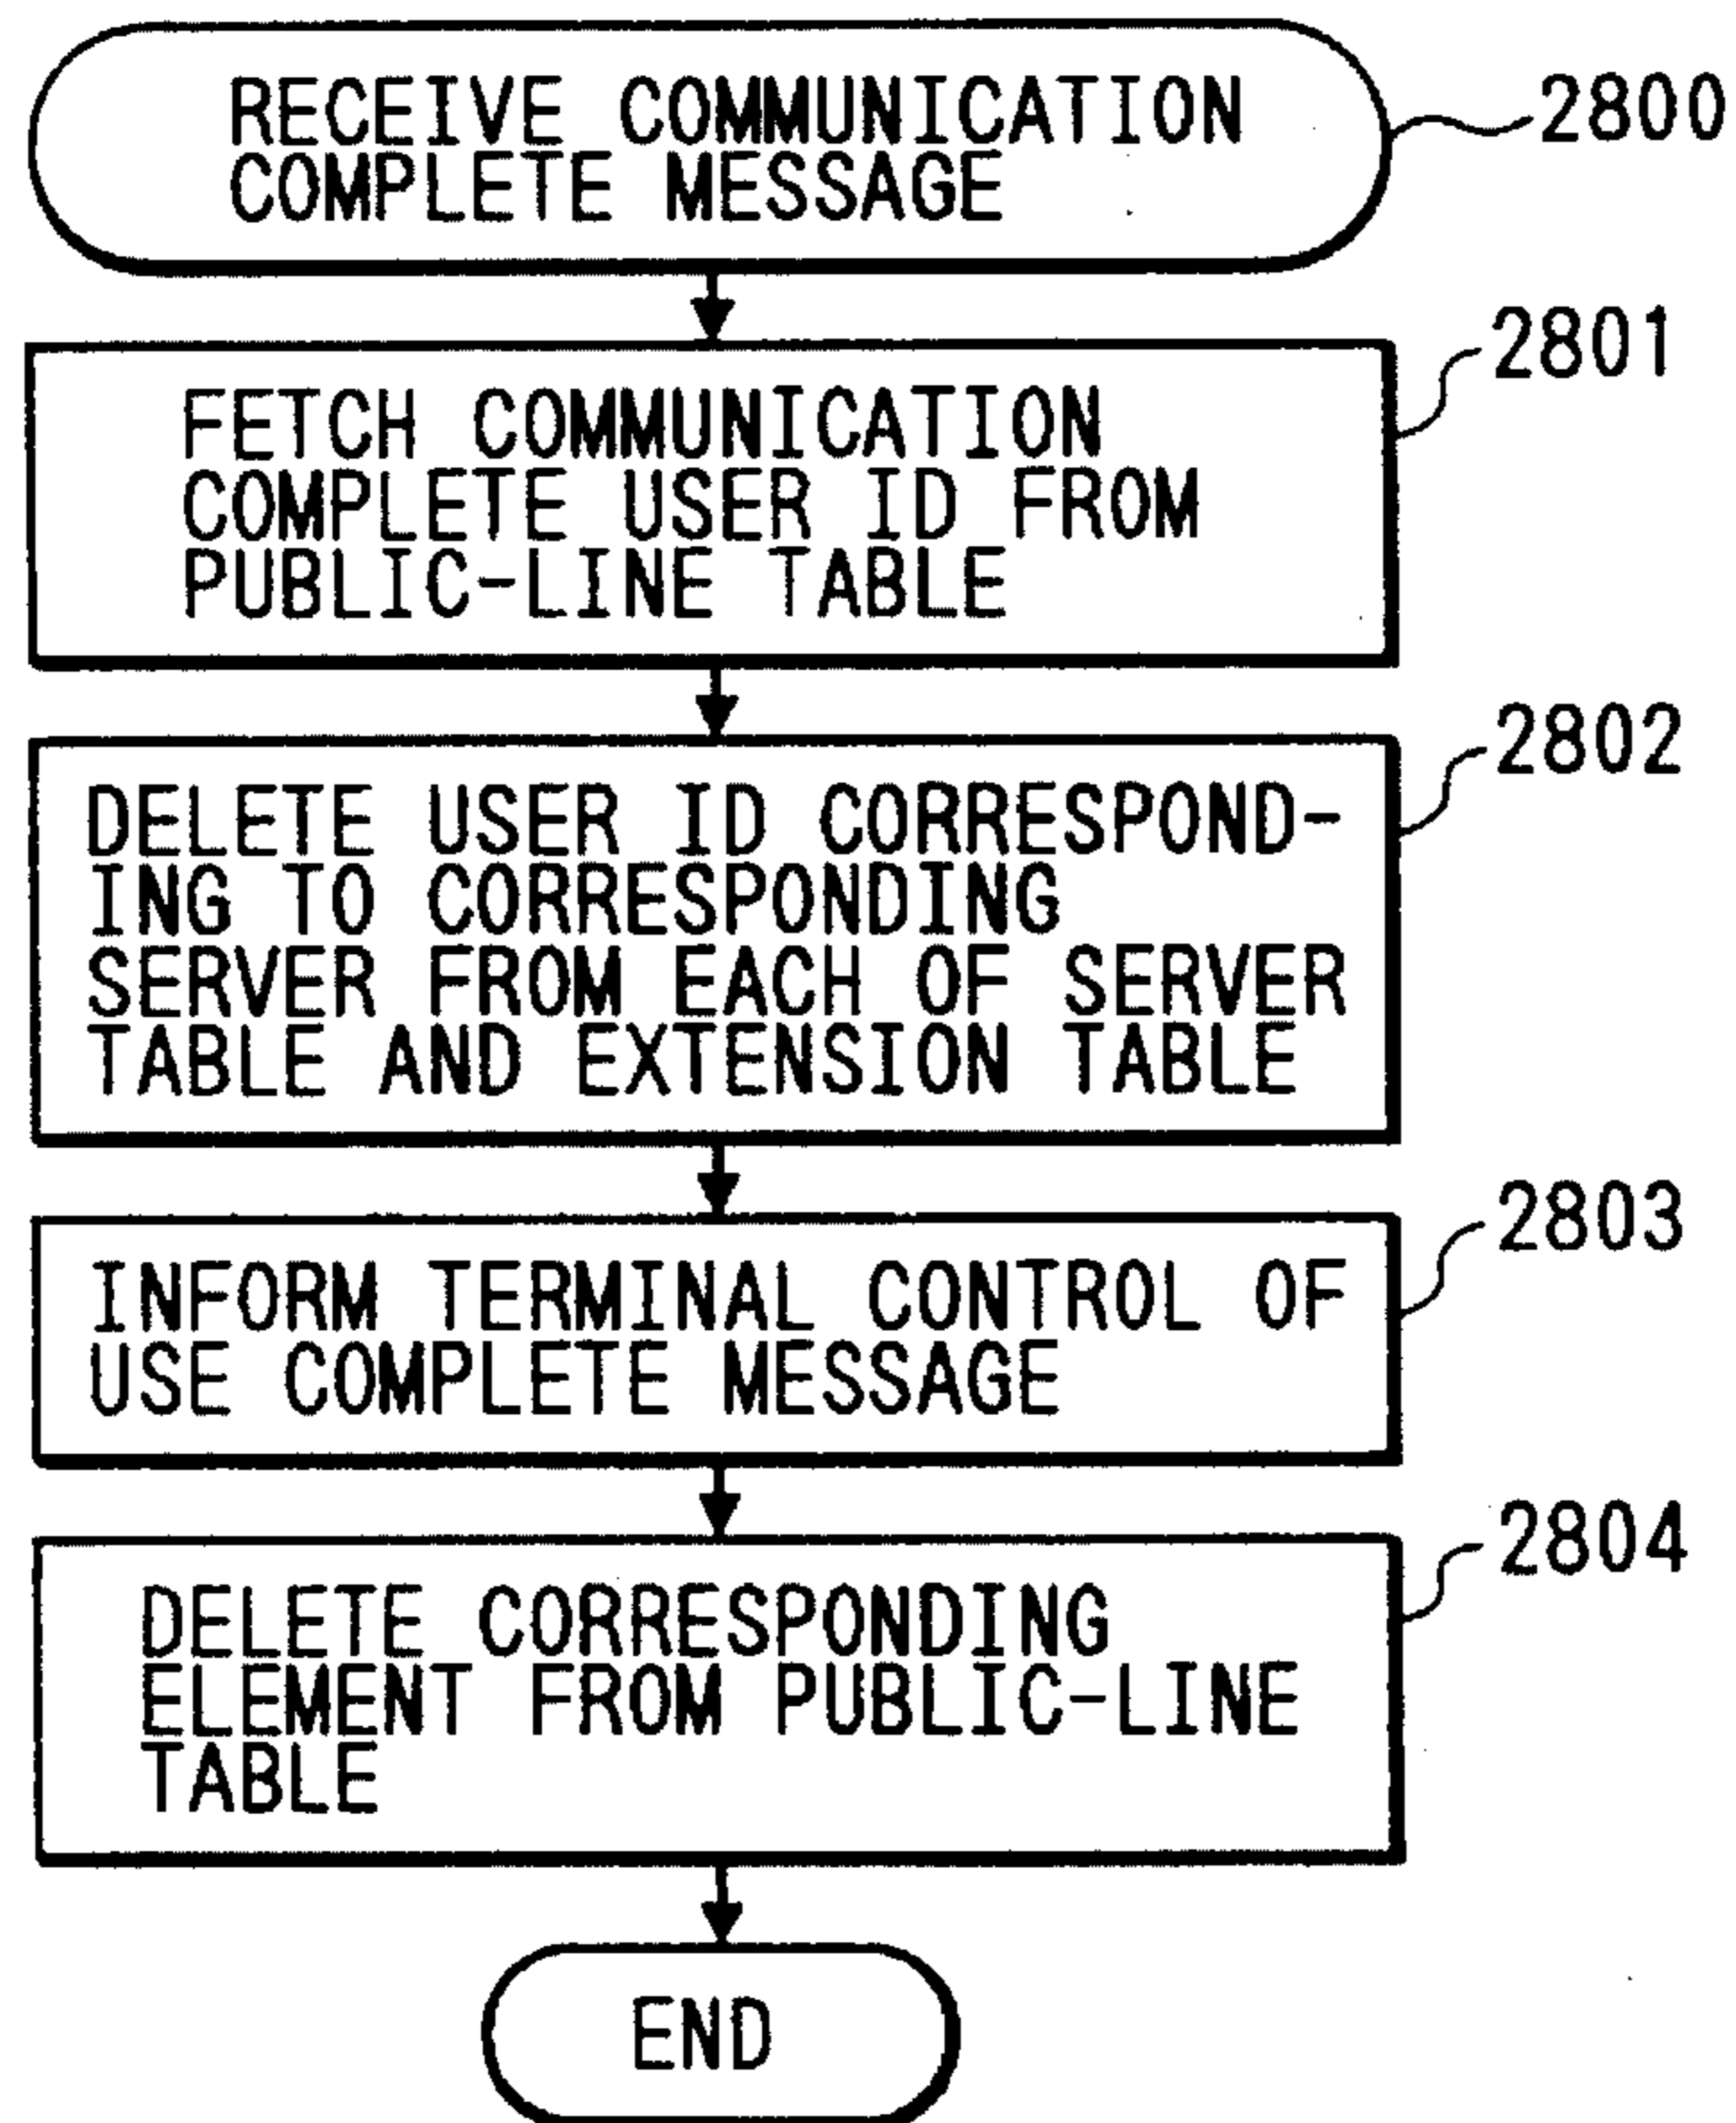 RECEIVE COMMUNICATION
COMPLETE MESSAGE
2800
FETCH COMMUNICATION
COMPLETE USER ID FROM
PUBLIC-LINE TABLE
2801
DELETE USER ID CORRESPOND-
ING TO CORRESPONDING
SERVER FROM EACH OF SERVER
TABLE AND EXTENSION TABLE
2802
INFORM TERMINAL CONTROL OF
USE COMPLETE MESSAGE
2803
DELETE CORRESPONDING
ELEMENT FROM PUBLIC-LINE
TABLE
2804
END